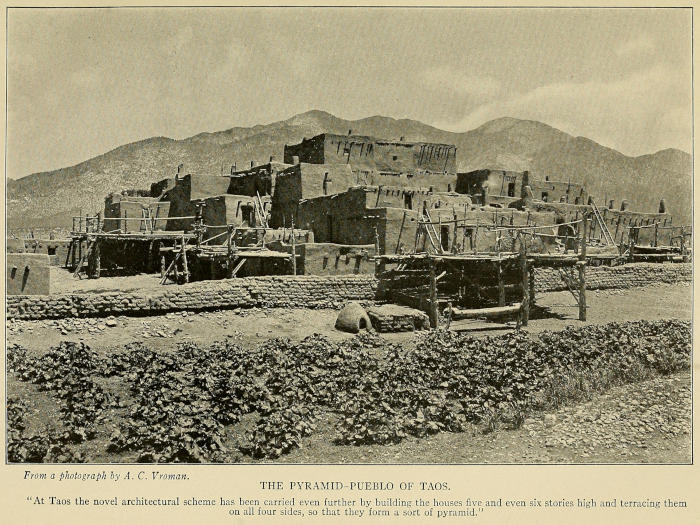 From a photograph by A. C. Vroman.
THE PYRAMID-PUEBLO OF TAOS.
"At Taos the novel architectural scheme has been carried even further by building the houses five and even six stories high and terracing them
on all four sides, so that they form a sort of pyramid."